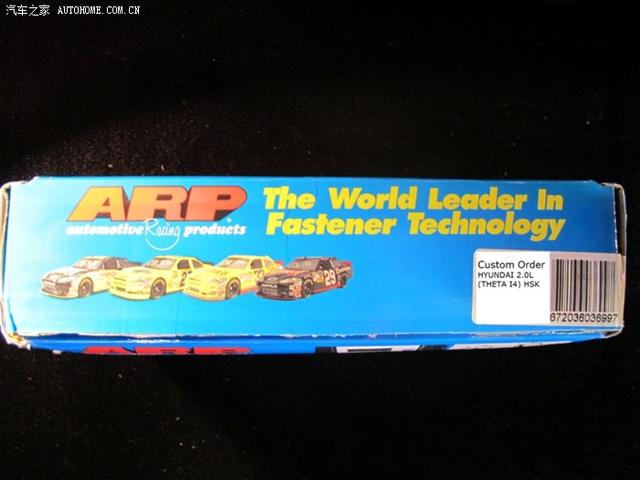 汽车之家 AUTOHOME.COM.CN
ARP
automotive Racing products
The World Leader In
Fastener Technology
29
Custom Order
HYUNDAI 2.0L
(THETA I4) HSK
672036036997